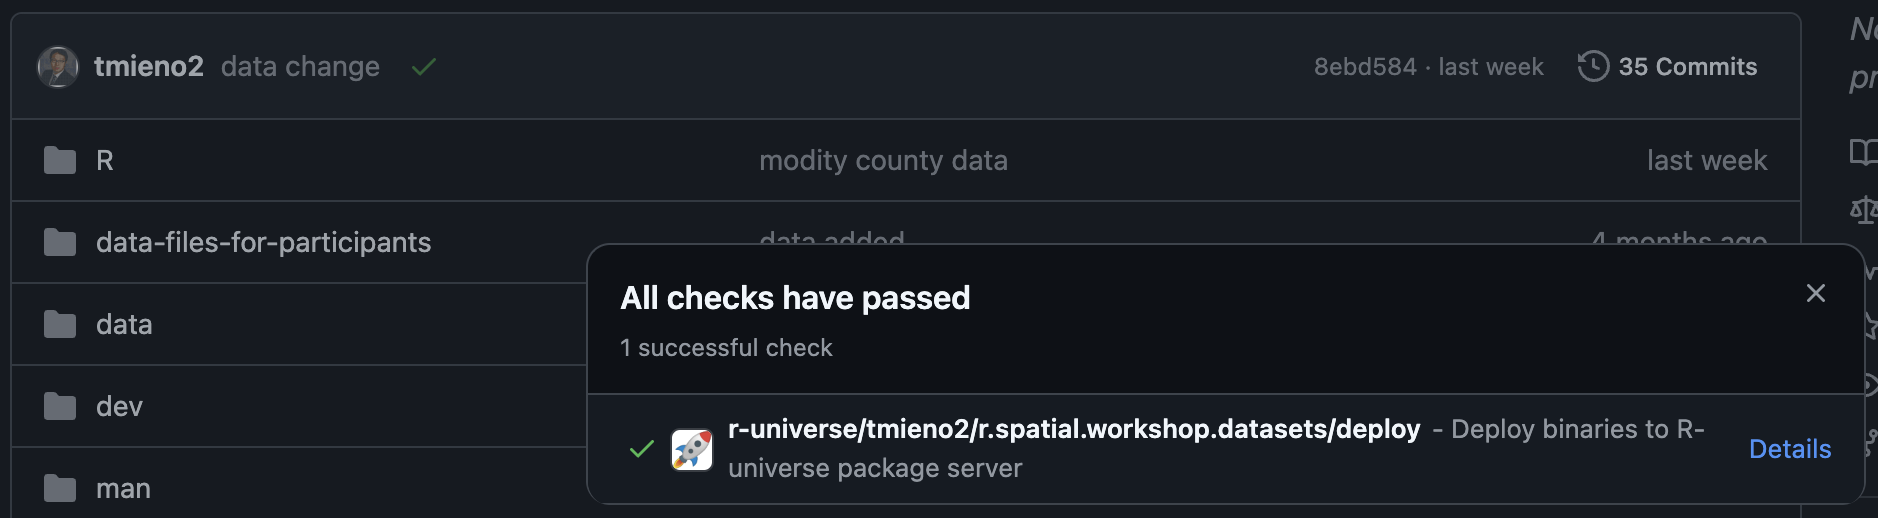 tmieno2 data change
8ebd584 · last week 35 Commits
R modity county data last week
data-files-for-participants data added 4 months ago
data
dev
man
All checks have passed
1 successful check
r-universe/tmieno2/r.spatial.workshop.datasets/deploy - Deploy binaries to R-
universe package server
Details